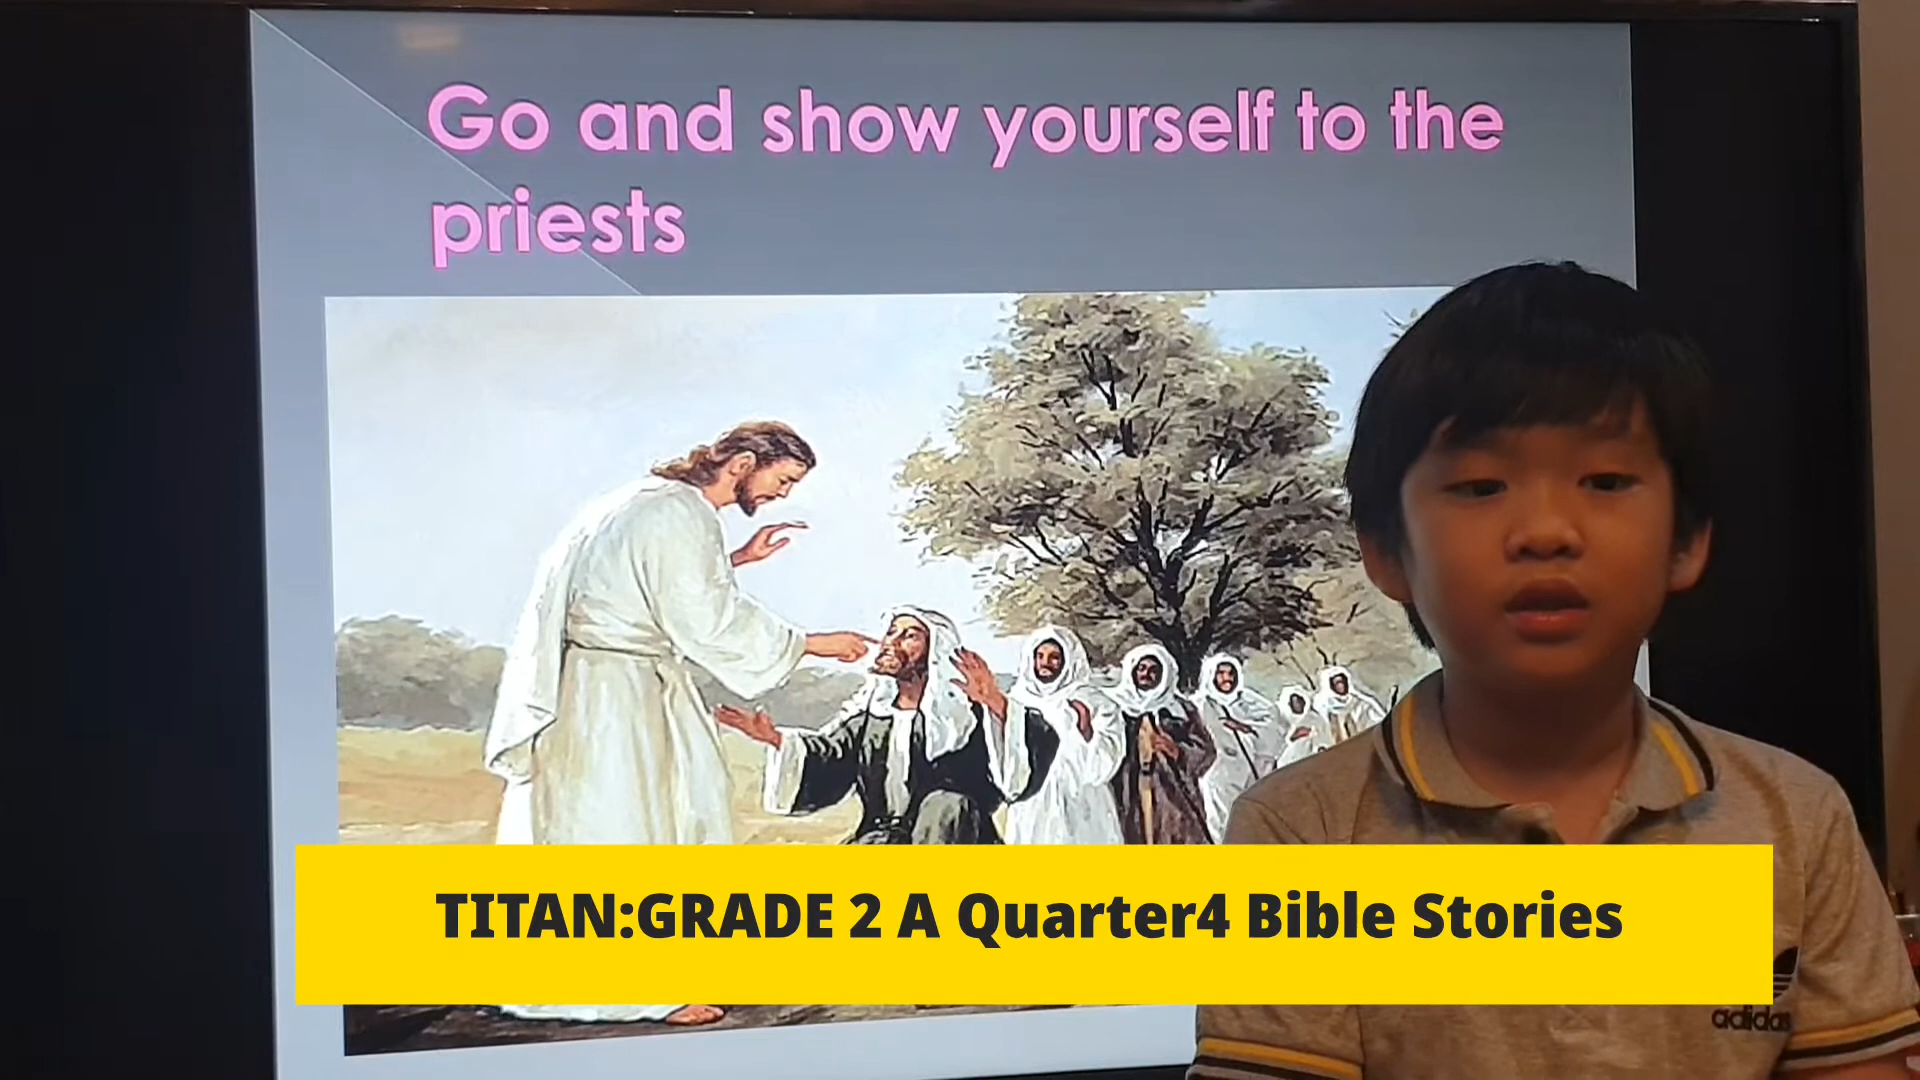 Go and show yourself to the
priests
TITAN:GRADE 2 A Quarter4 Bible Stories
adidas